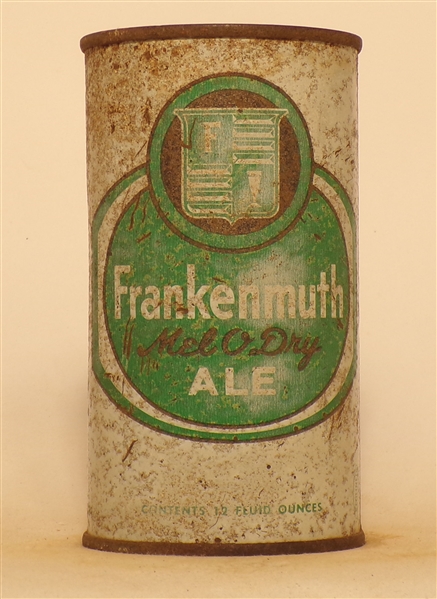 F
Frankenmuth
Mel-O-Dry
ALE
CONTENTS 12 FLUID OUNCES